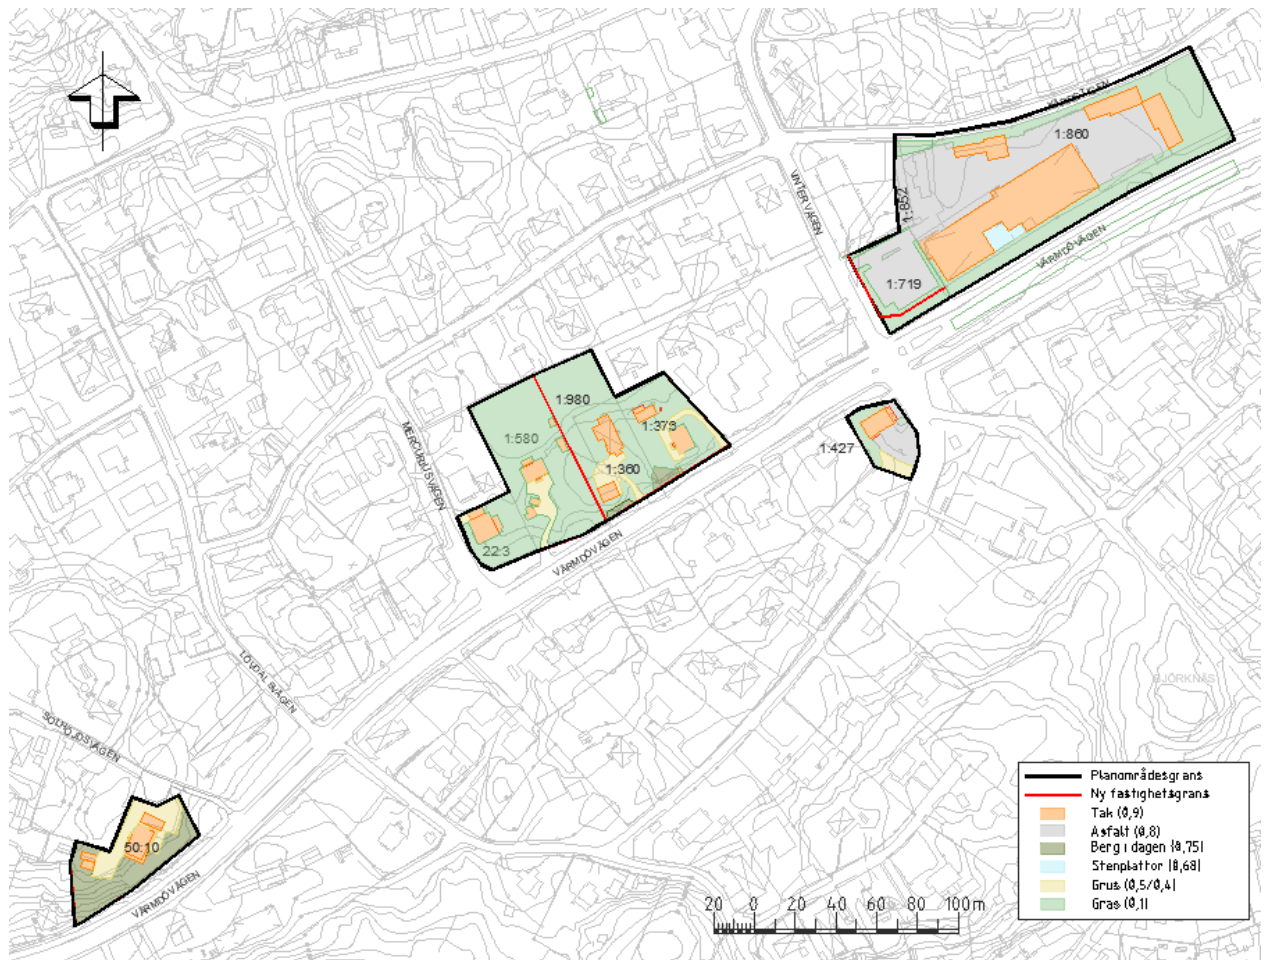 1:860
VINTERVÄGEN
1:852
VÄRMDÖVÄGEN
1:719
1:980
1:373
1:580
MERCURIUSVÄGEN
1:427
1:360
22:3
VÄRMDÖVÄGEN
LÖVDALSVÄGEN
BJÖRKNÄS
SOLHÖJDSVÄGEN
50:10
VÄRMDÖVÄGEN
Planområdesgräns
Ny fastighetsgräns
Tak (0,9)
Asfalt (0,8)
Berg i dagen (0,75)
Stenplattor (0,68)
Grus (0,5/0,4)
Gräs (0,1)
20 0 20 40 60 80 100 m